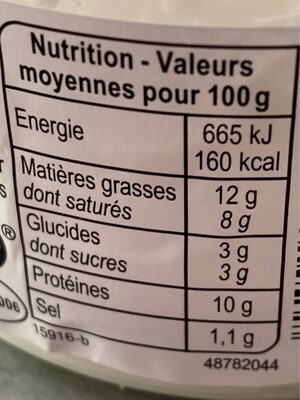 Nutrition - Valeurs
moyennes pour 100 g
Energie 665 kJ
160 kcal
Matières grasses 12 g
dont saturés 8 g
Glucides 3 g
dont sucres 3 g
Protéines 10 g
Sel 1,1 g
15916-b
48782044
®